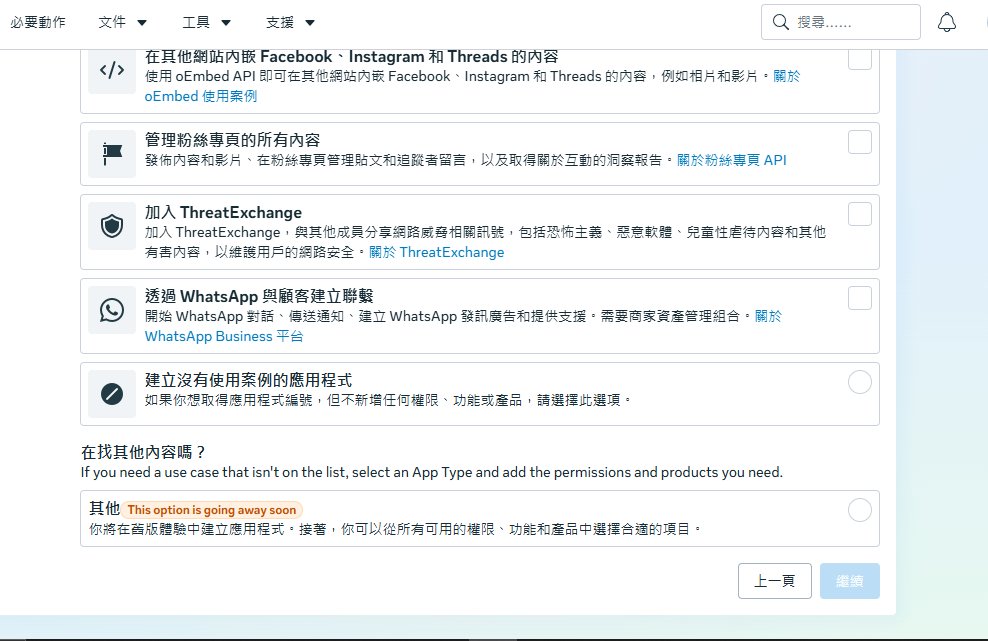 必要動作 文件 工具 支援 搜尋......
在其他網站內嵌 Facebook、Instagram 和 Threads 的內容
使用 oEmbed API 即可在其他網站內嵌 Facebook、Instagram 和 Threads 的內容，例如相片和影片。關於
oEmbed 使用案例
管理粉絲專頁的所有內容
發佈內容和影片、在粉絲專頁管理貼文和追蹤者留言，以及取得關於互動的洞察報告。關於粉絲專頁 API
加入 ThreatExchange
加入 ThreatExchange，與其他成員分享網路威脅相關訊號，包括恐怖主義、惡意軟體、兒童性虐待內容和其他
有害內容，以維護用戶的網路安全。關於 ThreatExchange
透過 WhatsApp 與顧客建立聯繫
開始 WhatsApp 對話、傳送通知、建立 WhatsApp 發訊廣告和提供支援。需要商家資產管理組合。關於
WhatsApp Business 平台
建立沒有使用案例的應用程式
如果你想取得應用程式編號，但不新增任何權限、功能或產品，請選擇此選項。
在找其他內容嗎？
If you need a use case that isn't on the list, select an App Type and add the permissions and products you need.
其他 This option is going away soon
你將在舊版體驗中建立應用程式。接著，你可以從所有可用的權限、功能和產品中選擇合適的項目。
上一頁 繼續